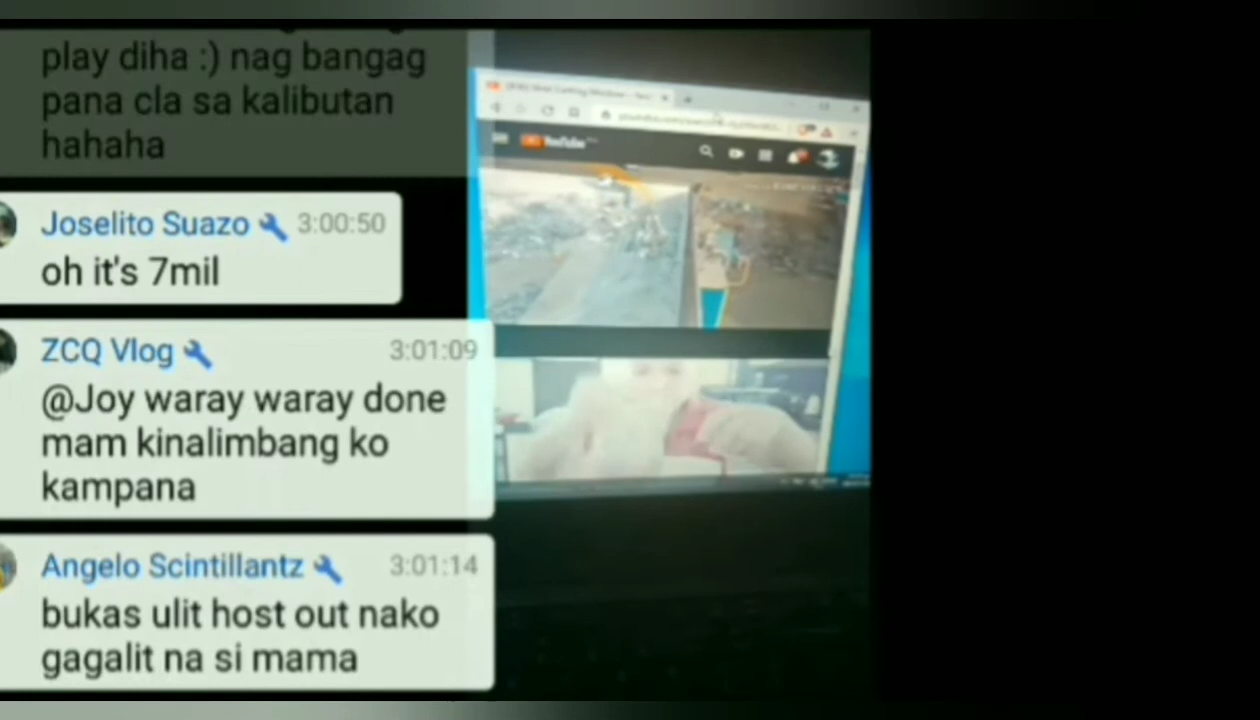 play diha :) nag bangag
pana cla sa kalibutan
hahaha
Joselito Suazo 3:00:50
oh it's 7mil
ZCQ Vlog 3:01:09
@Joy waray waray done
mam kinalimbang ko
kampana
Angelo Scintillantz 3:01:14
bukas ulit host out nako
gagalit na si mama
YouTube